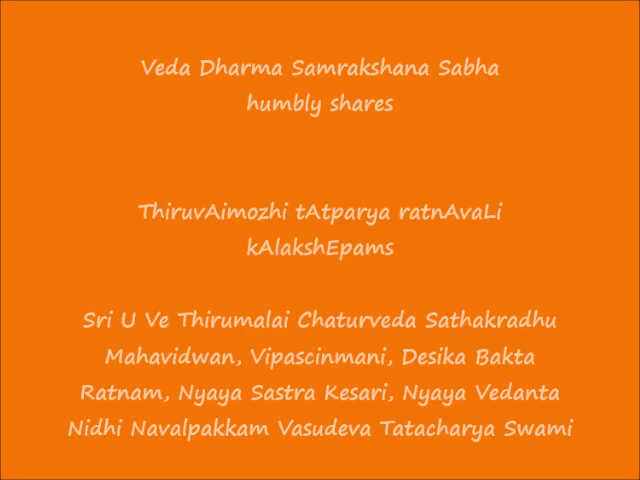 Veda Dharma Samrakshana Sabha
humbly shares
ThiruvAimozhi tAtparya ratnAvaLi
kAlakshEpams
Sri U Ve Thirumalai Chaturveda Sathakradhu
Mahavidwan, Vipascinmani, Desika Bakta
Ratnam, Nyaya Sastra Kesari, Nyaya Vedanta
Nidhi Navalpakkam Vasudeva Tatacharya Swami